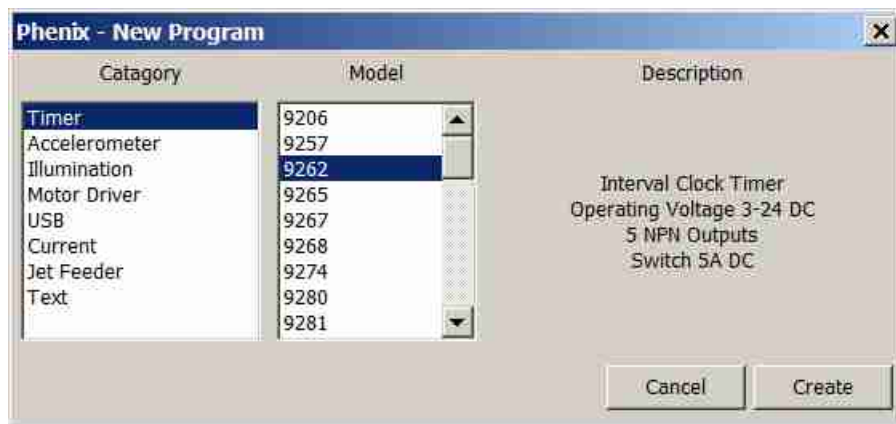 Phenix - New Program
Catagory
Model
Description
Timer
Accelerometer
Illumination
Motor Driver
USB
Current
Jet Feeder
Text
9206
9257
9262
9265
9267
9268
9274
9280
9281
Interval Clock Timer
Operating Voltage 3-24 DC
5 NPN Outputs
Switch 5A DC
Cancel
Create